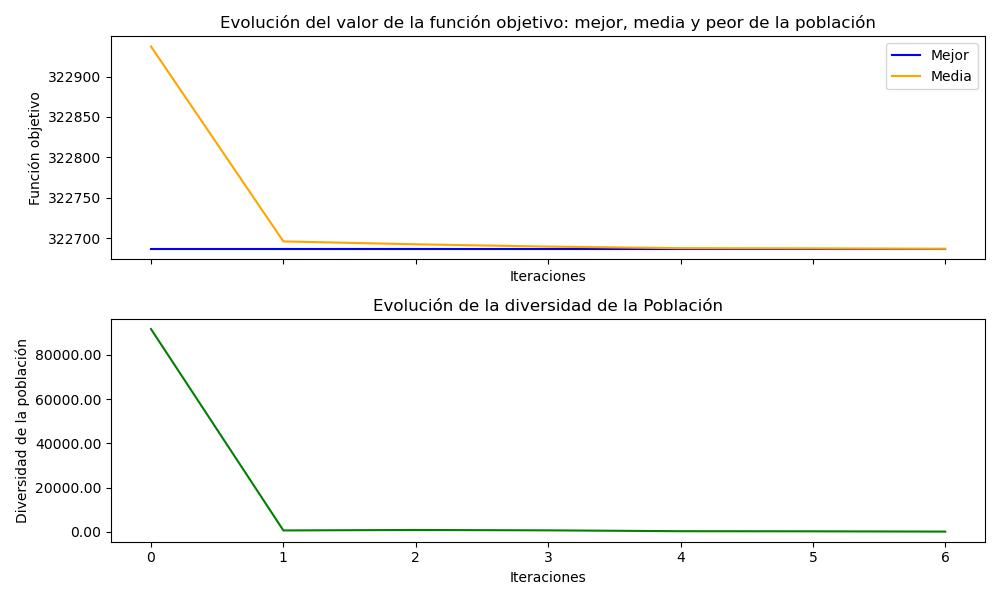 Evolución del valor de la función objetivo: mejor, media y peor de la población
Función objetivo
322900
322850
322800
322750
322700
Mejor
Media
Iteraciones
Evolución de la diversidad de la Población
Diversidad de la población
80000.00
60000.00
40000.00
20000.00
0.00
0 1 2 3 4 5 6
Iteraciones